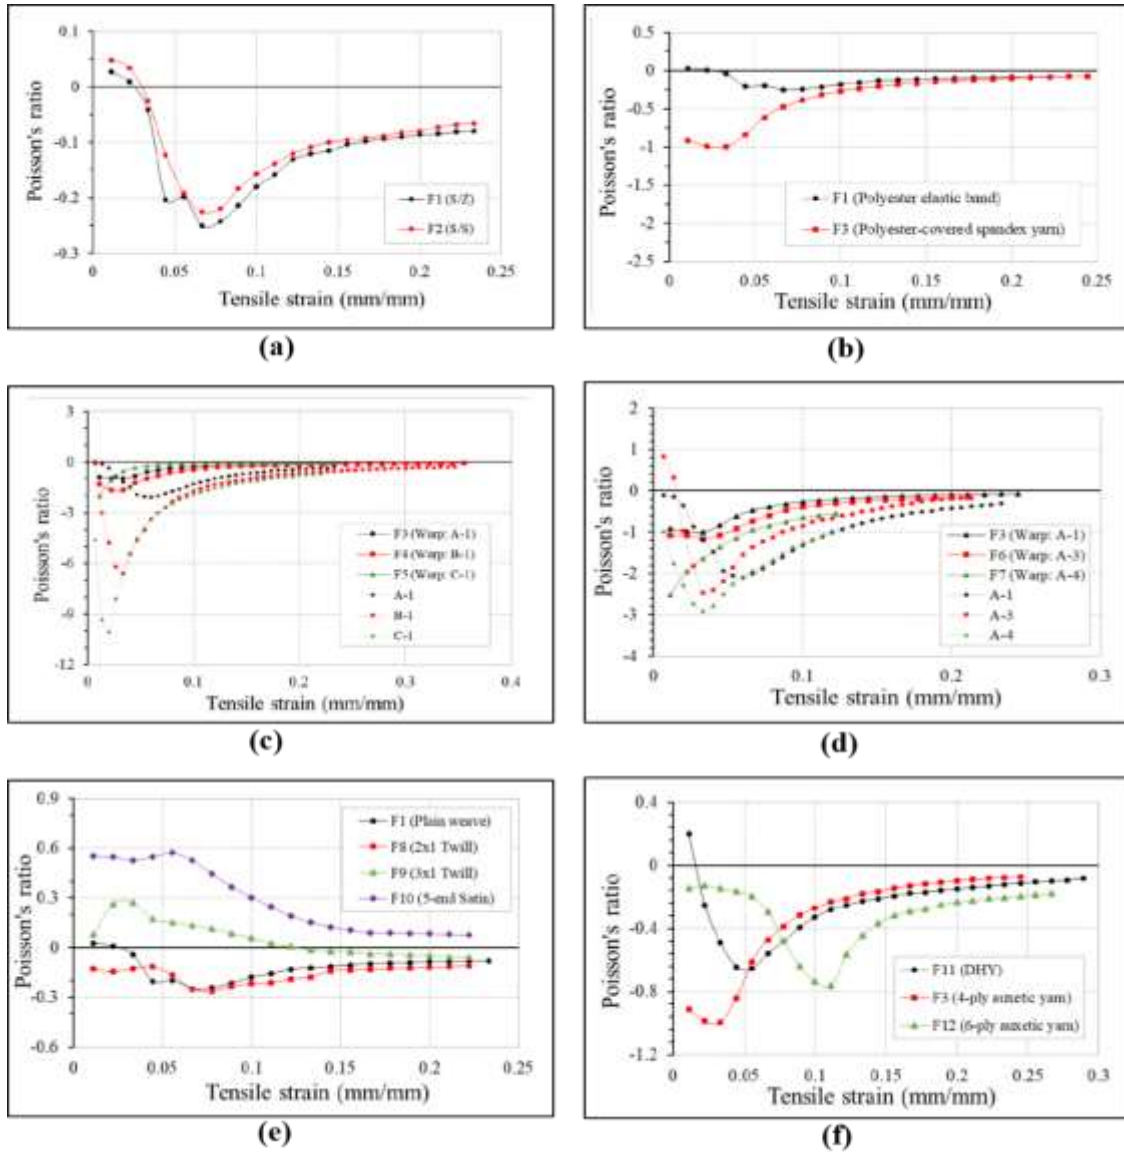 0.1
0
-0.1
-0.2
-0.3
Poisson's ratio
F1 (S/Z)
F2 (S/S)
0 0.05 0.1 0.15 0.2 0.25
Tensile strain (mm/mm)
(a)
0.5
0
-0.5
-1
-1.5
-2
-2.5
Poisson's ratio
F1 (Polyester elastic band)
F3 (Polyester-covered spandex yarn)
0 0.05 0.1 0.15 0.2 0.25
Tensile strain (mm/mm)
(b)
3
0
-3
-6
-9
-12
Poisson's ratio
F3 (Warp: A-1)
F4 (Warp: B-1)
F5 (Warp: C-1)
A-1
B-1
C-1
0 0.1 0.2 0.3 0.4
Tensile strain (mm/mm)
(c)
2
1
0
-1
-2
-3
-4
Poisson's ratio
F3 (Warp: A-1)
F6 (Warp: A-3)
F7 (Warp: A-4)
A-1
A-3
A-4
0 0.1 0.2 0.3
Tensile strain (mm/mm)
(d)
0.9
0.6
0.3
0
-0.3
-0.6
Poisson's ratio
F1 (Plain weave)
F8 (2x1 Twill)
F9 (3x1 Twill)
F10 (5-end Satin)
0 0.05 0.1 0.15 0.2 0.25
Tensile strain (mm/mm)
(e)
0.4
0
-0.4
-0.8
-1.2
Poisson's ratio
F11 (DHY)
F3 (4-ply auxetic yarn)
F12 (6-ply auxetic yarn)
0 0.05 0.1 0.15 0.2 0.25 0.3
Tensile strain (mm/mm)
(f)